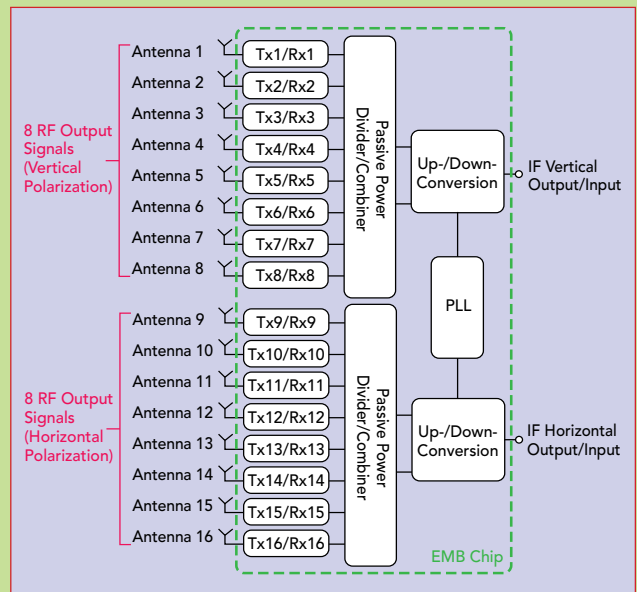 Antenna 1
Antenna 2
Antenna 3
Antenna 4
Antenna 5
Antenna 6
Antenna 7
Antenna 8
8 RF Output
Signals
(Vertical
Polarization)
Tx1/Rx1
Tx2/Rx2
Tx3/Rx3
Tx4/Rx4
Tx5/Rx5
Tx6/Rx6
Tx7/Rx7
Tx8/Rx8
Passive Power
Divider/Combiner
Up-/Down-
Conversion
IF Vertical
Output/Input
PLL
Antenna 9
Antenna 10
Antenna 11
Antenna 12
Antenna 13
Antenna 14
Antenna 15
Antenna 16
8 RF Output
Signals
(Horizontal
Polarization)
Tx9/Rx9
Tx10/Rx10
Tx11/Rx11
Tx12/Rx12
Tx13/Rx13
Tx14/Rx14
Tx15/Rx15
Tx16/Rx16
Passive Power
Divider/Combiner
Up-/Down-
Conversion
IF Horizontal
Output/Input
EMB Chip